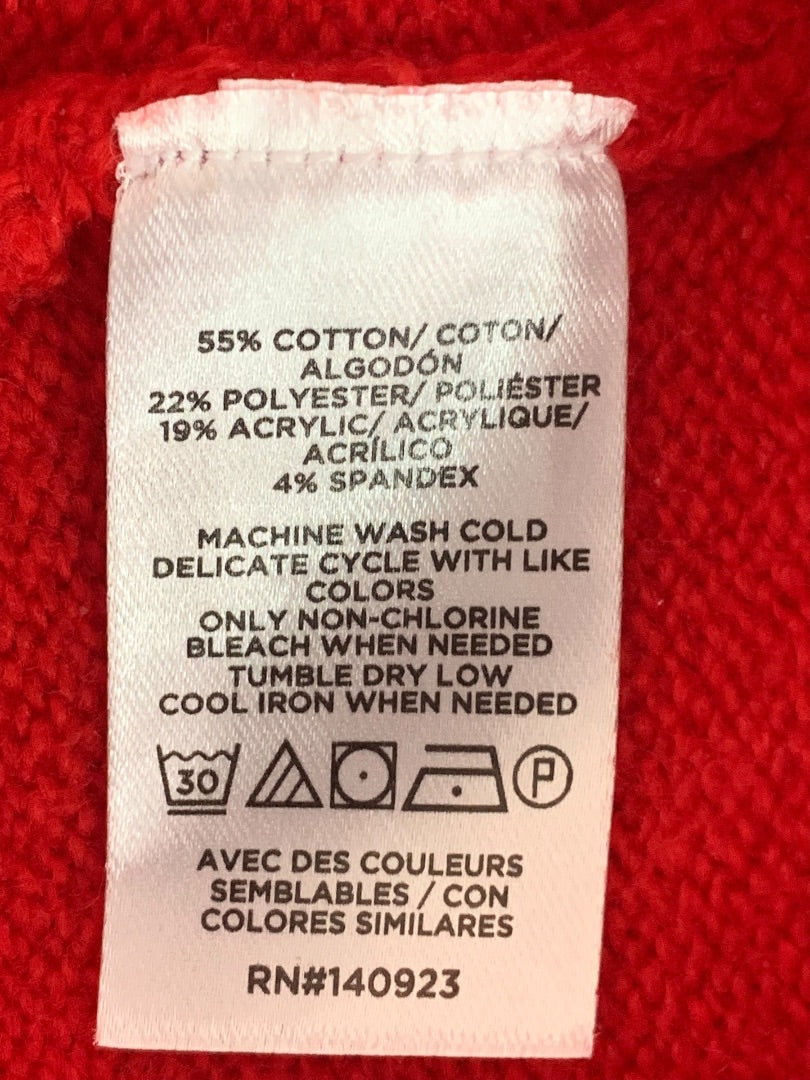 55% COTTON/ COTON/
ALGODÓN
22% POLYESTER/ POLIÉSTER
19% ACRYLIC/ ACRYLIQUE/
ACRÍLICO
4% SPANDEX
MACHINE WASH COLD
DELICATE CYCLE WITH LIKE
COLORS
ONLY NON-CHLORINE
BLEACH WHEN NEEDED
TUMBLE DRY LOW
COOL IRON WHEN NEEDED
30 P
AVEC DES COULEURS
SEMBLABLES / CON
COLORES SIMILARES
RN#140923